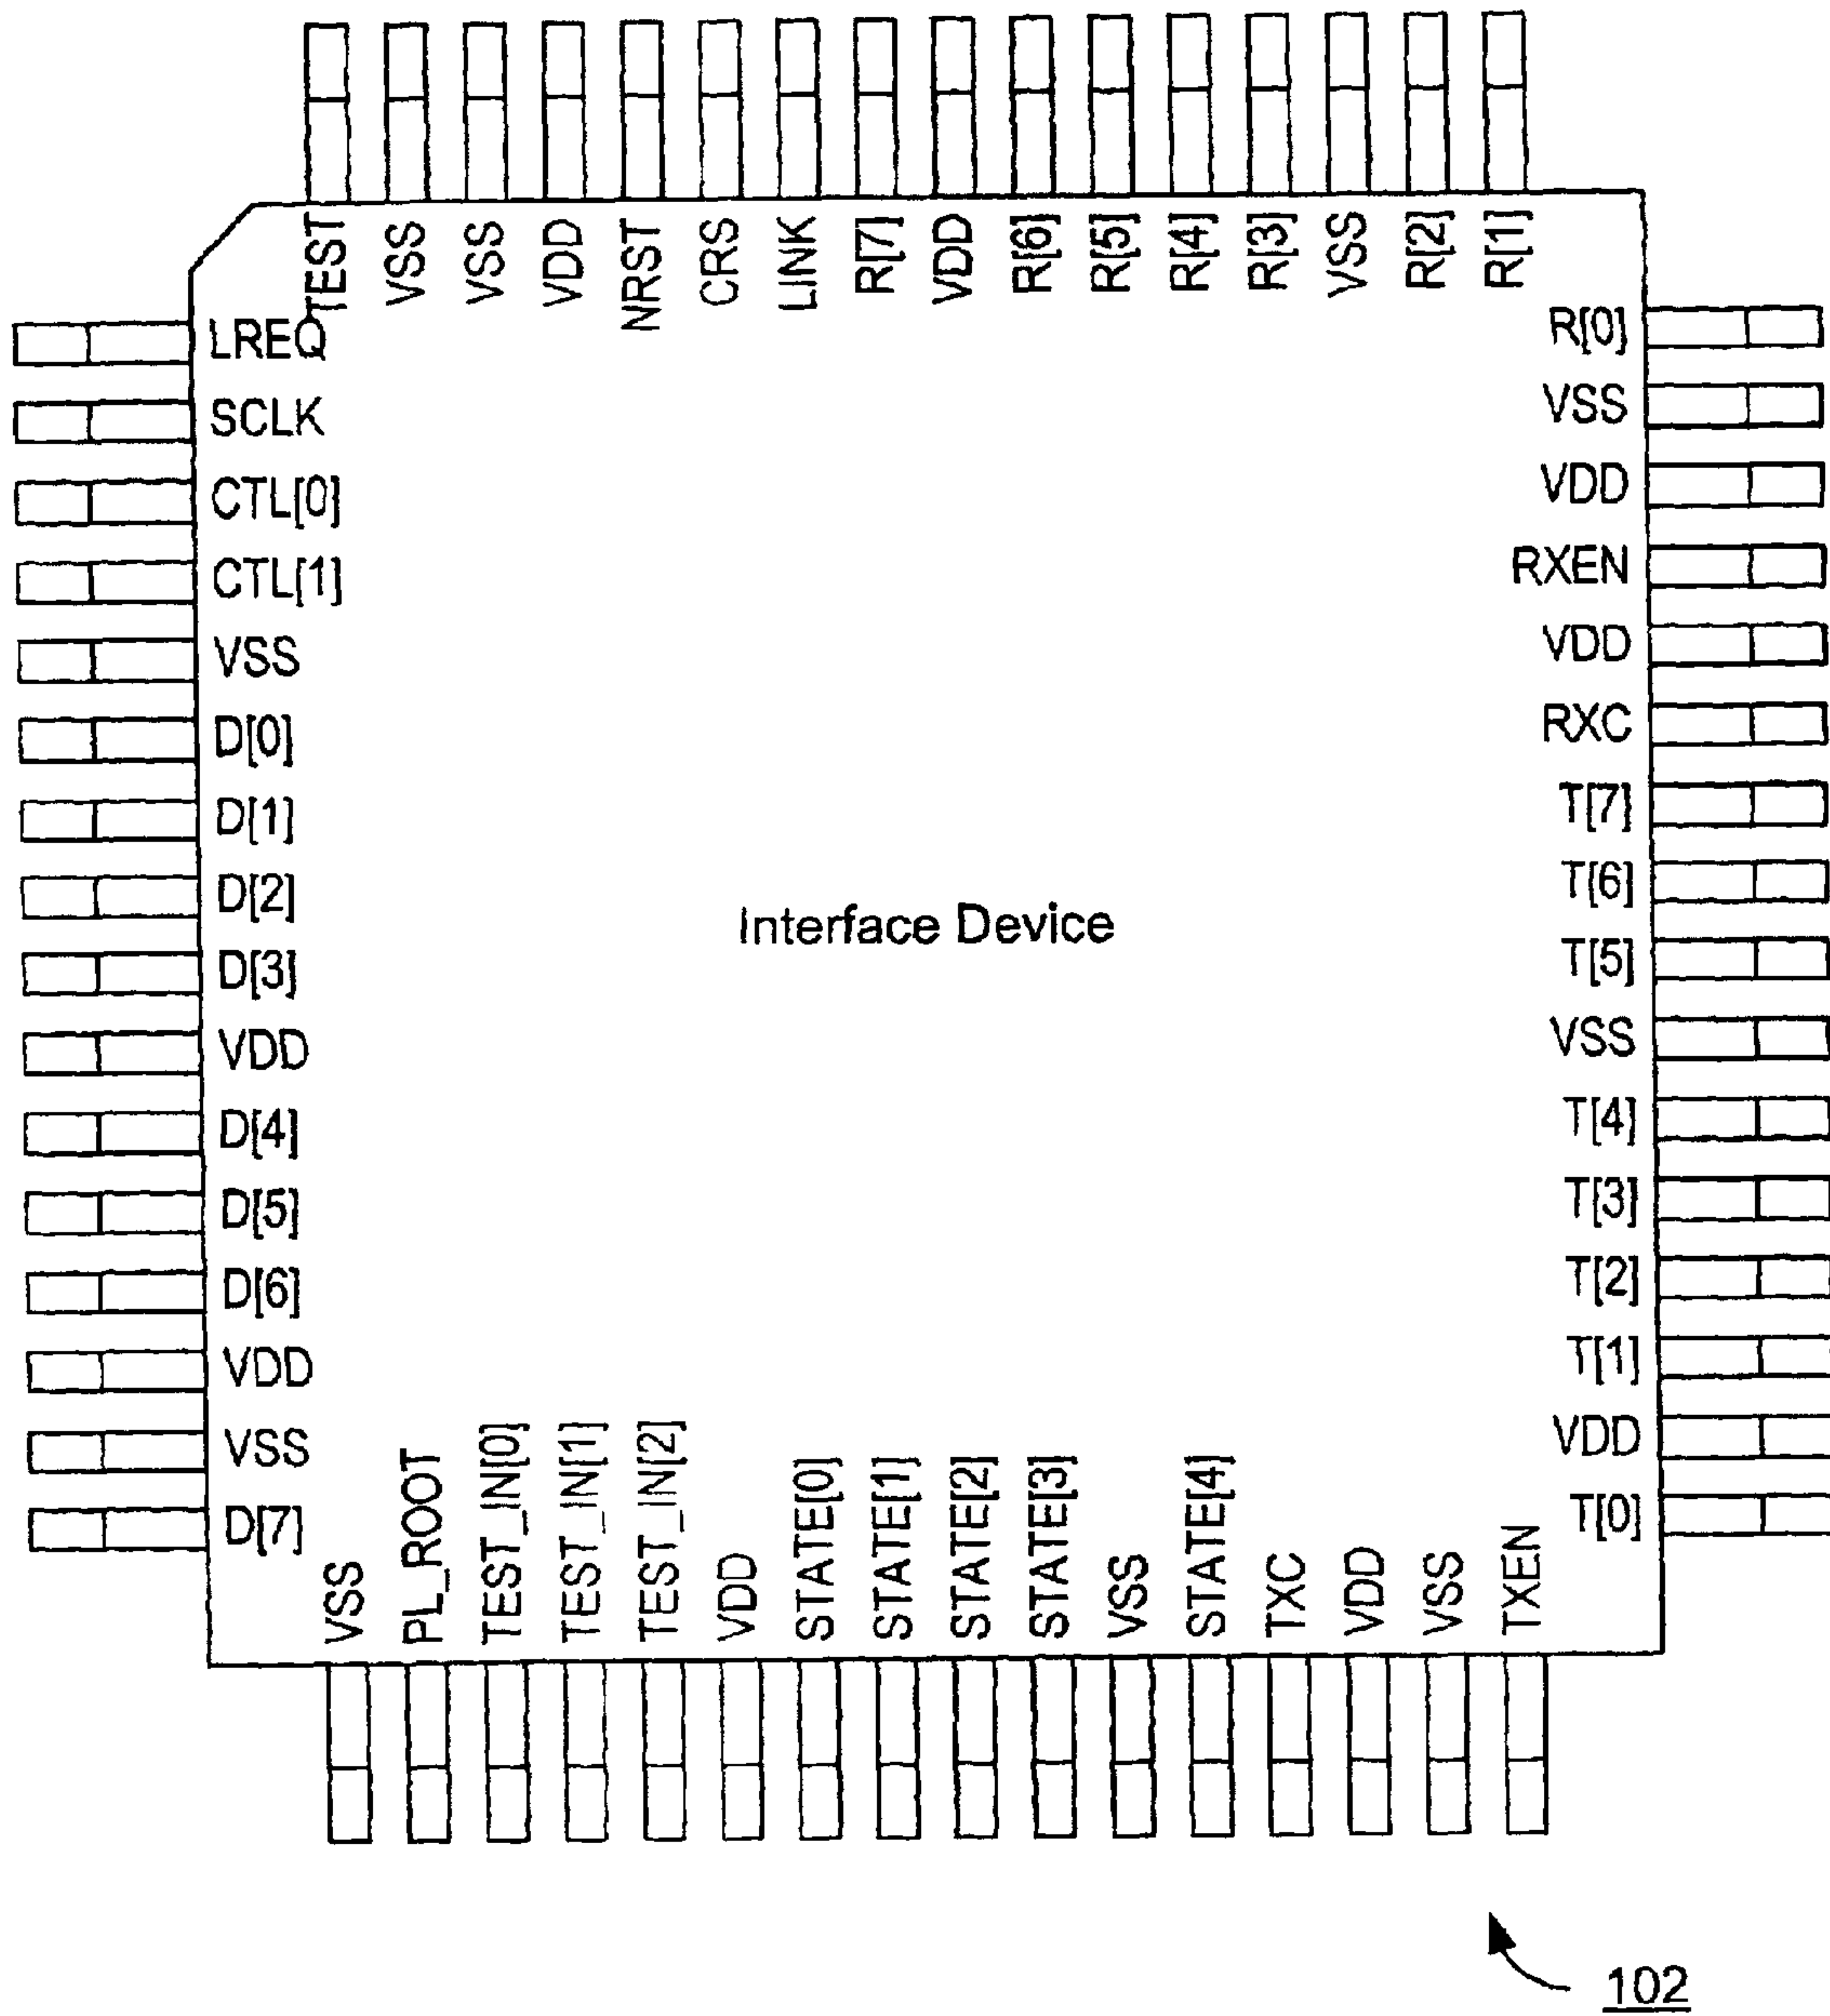 TEST
VSS
VSS
VDD
NRST
CRS
LINK
R[7]
VDD
R[6]
R[5]
R[4]
R[3]
VSS
R[2]
R[1]
LREQ
SCLK
CTL[0]
CTL[1]
VSS
D[0]
D[1]
D[2]
D[3]
VDD
D[4]
D[5]
D[6]
VDD
VSS
D[7]
Interface Device
R[0]
VSS
VDD
RXEN
VDD
RXC
T[7]
T[6]
T[5]
VSS
T[4]
T[3]
T[2]
T[1]
VDD
T[0]
VSS
PL_ROOT
TEST_IN[0]
TEST_IN[1]
TEST_IN[2]
VDD
STATE[0]
STATE[1]
STATE[2]
STATE[3]
VSS
STATE[4]
TXC
VDD
VSS
TXEN
102